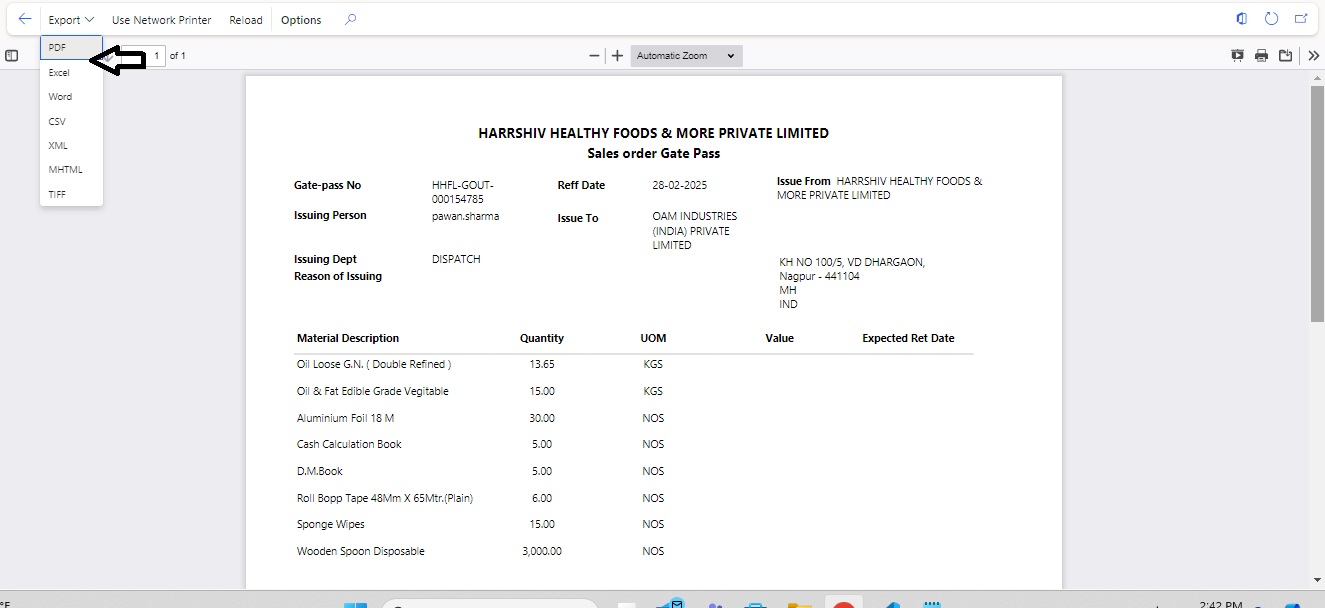 Export Use Network Printer Reload Options
PDF
Excel
Word
CSV
XML
MHTML
TIFF
1 of 1
Automatic Zoom
HARRSHIV HEALTHY FOODS & MORE PRIVATE LIMITED
Sales order Gate Pass
Gate-pass No HHFL-GOUT-
000154785
Reff Date 28-02-2025
Issue From HARRSHIV HEALTHY FOODS &
MORE PRIVATE LIMITED
Issuing Person pawan.sharma
Issue To OAM INDUSTRIES
(INDIA) PRIVATE
LIMITED
Issuing Dept DISPATCH
Reason of Issuing
KH NO 100/5, VD DHARGAON,
Nagpur - 441104
MH
IND
Material Description Quantity UOM Value Expected Ret Date
Oil Loose G.N. ( Double Refined ) 13.65 KGS
Oil & Fat Edible Grade Vegitable 15.00 KGS
Aluminium Foil 18 M 30.00 NOS
Cash Calculation Book 5.00 NOS
D.M.Book 5.00 NOS
Roll Bopp Tape 48Mm X 65Mtr.(Plain) 6.00 NOS
Sponge Wipes 15.00 NOS
Wooden Spoon Disposable 3,000.00 NOS
°F
2:42 PM